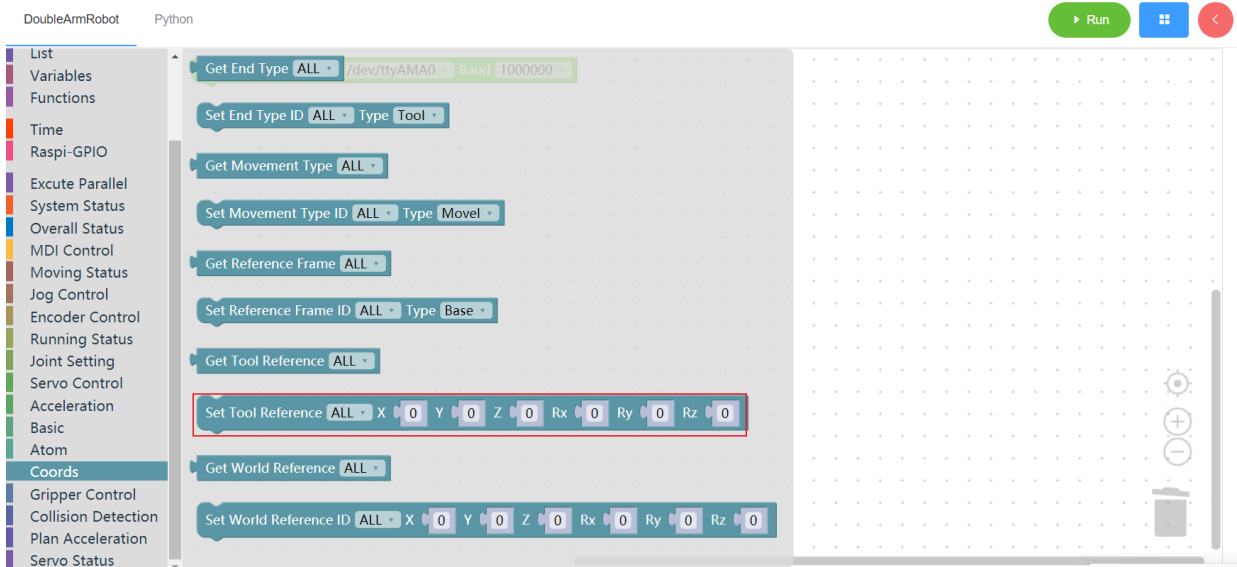 DoubleArmRobot Python Run
List
Variables
Functions
Time
Raspi-GPIO
Excute Parallel
System Status
Overall Status
MDI Control
Moving Status
Jog Control
Encoder Control
Running Status
Joint Setting
Servo Control
Acceleration
Basic
Atom
Coords
Gripper Control
Collision Detection
Plan Acceleration
Servo Status
Get End Type ALL /dev/ttyAMA0 Baud 1000000
Set End Type ID ALL Type Tool
Get Movement Type ALL
Set Movement Type ID ALL Type Movel
Get Reference Frame ALL
Set Reference Frame ID ALL Type Base
Get Tool Reference ALL
Set Tool Reference ALL X 0 Y 0 Z 0 Rx 0 Ry 0 Rz 0
Get World Reference ALL
Set World Reference ID ALL X 0 Y 0 Z 0 Rx 0 Ry 0 Rz 0